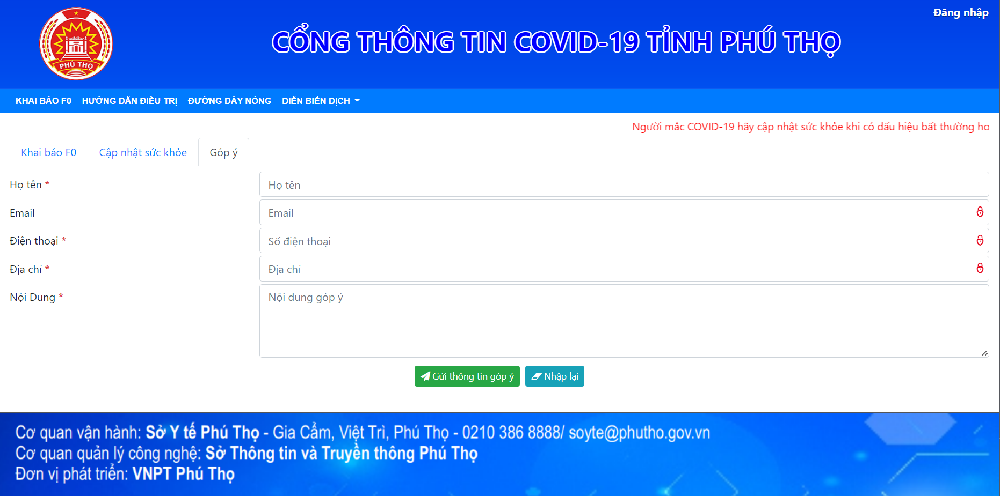 Đăng nhập
PHÚ THỌ
CỔNG THÔNG TIN COVID-19 TỈNH PHÚ THỌ
KHAI BÁO F0 HƯỚNG DẪN ĐIỀU TRỊ ĐƯỜNG DÂY NÓNG DIỄN BIẾN DỊCH
Người mắc COVID-19 hãy cập nhật sức khỏe khi có dấu hiệu bất thường ho
Khai báo F0 Cập nhật sức khỏe Góp ý
Họ tên * Họ tên
Email Email
Điện thoại * Số điện thoại
Địa chỉ * Địa chỉ
Nội Dung * Nội dung góp ý
Gửi thông tin góp ý Nhập lại
Cơ quan vận hành: Sở Y tế Phú Thọ - Gia Cẩm, Việt Trì, Phú Thọ - 0210 386 8888/ soyte@phutho.gov.vn
Cơ quan quản lý công nghệ: Sở Thông tin và Truyền thông Phú Thọ
Đơn vị phát triển: VNPT Phú Thọ